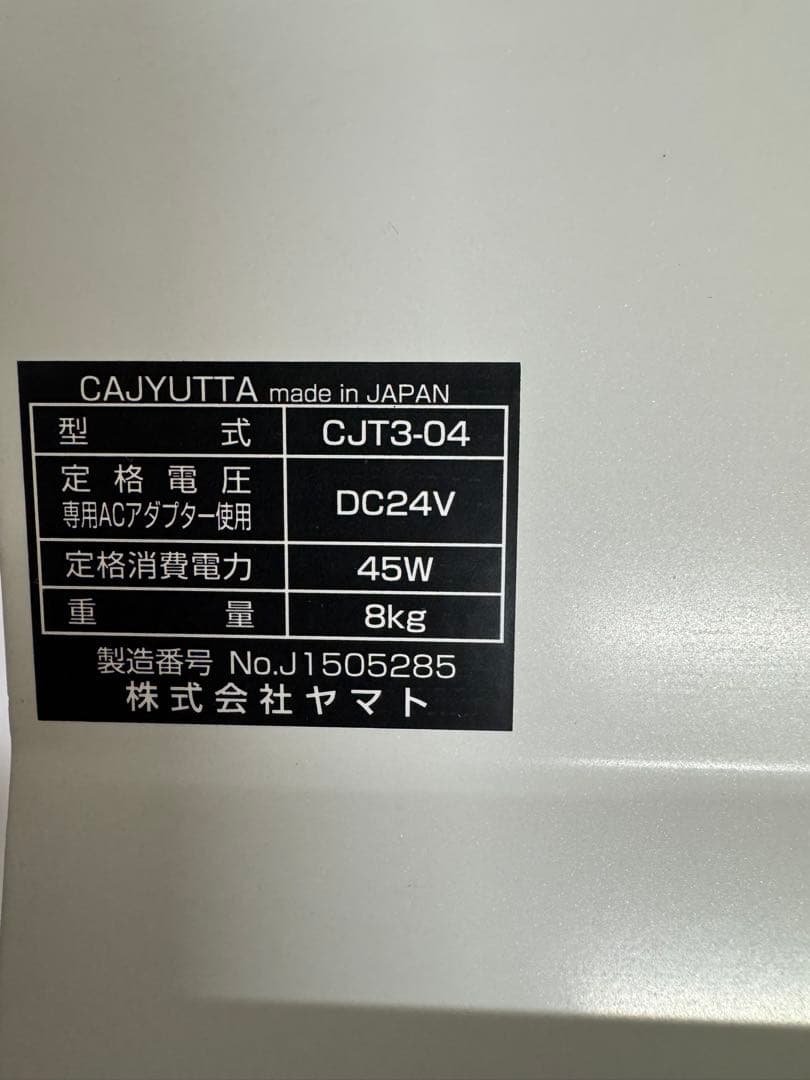 CAJYUTTA made in JAPAN
型 式 CJT3-04
定格電圧
専用ACアダプター使用 DC24V
定格消費電力 45W
重 量 8kg
製造番号 No.J1505285
株式会社ヤマト